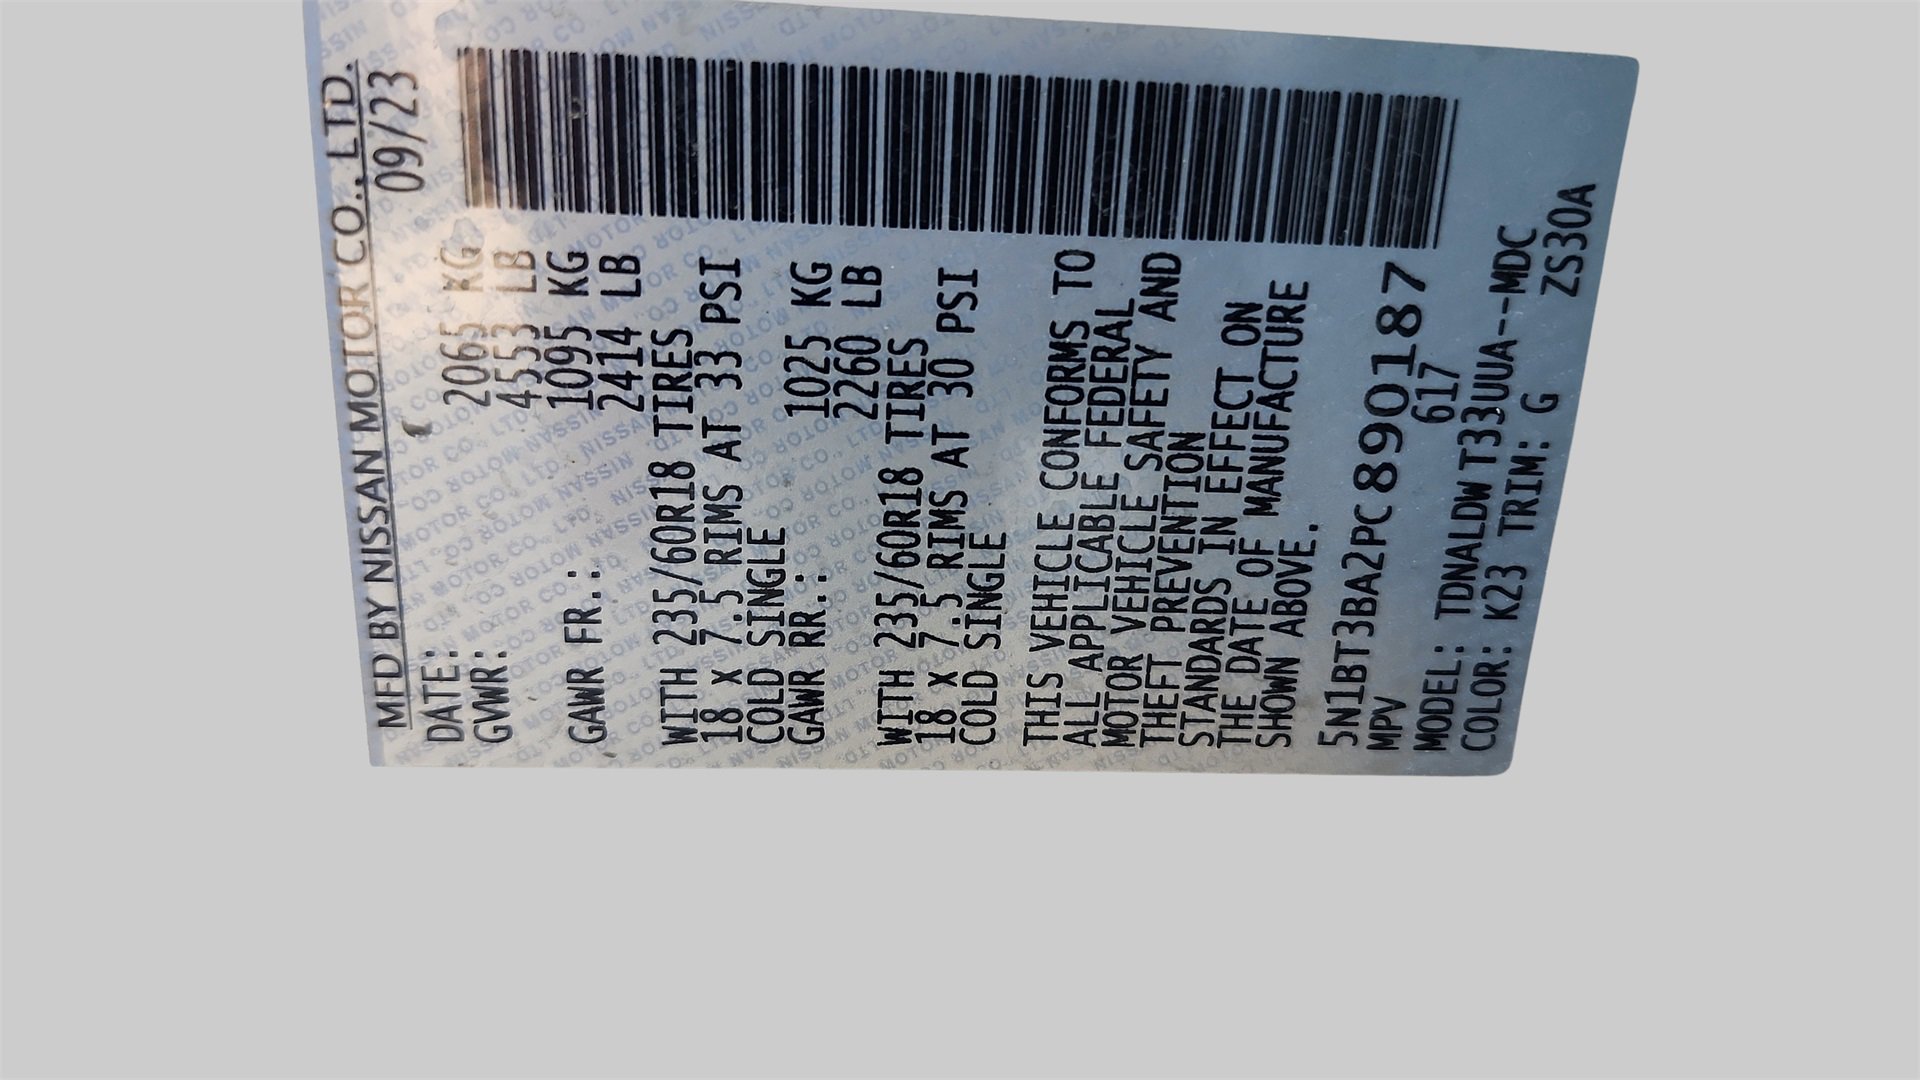 MFD BY NISSAN MOTOR CO., LTD.
DATE: 09/23
GVWR: 2065 KG
4553 LB
GAWR FR.: 1095 KG
2414 LB
WITH 235/60R18 TIRES
18 x 7.5 RIMS AT 33 PSI
COLD SINGLE
GAWR RR.: 1025 KG
2260 LB
WITH 235/60R18 TIRES
18 x 7.5 RIMS AT 30 PSI
COLD SINGLE
THIS VEHICLE CONFORMS TO
ALL APPLICABLE FEDERAL
MOTOR VEHICLE SAFETY AND
THEFT PREVENTION
STANDARDS IN EFFECT ON
THE DATE OF MANUFACTURE
SHOWN ABOVE.
5N1BT3BA2PC890187
MPV 617
MODEL: TDNALDW T33UUA--MDC
COLOR: K23 TRIM: G ZS30A